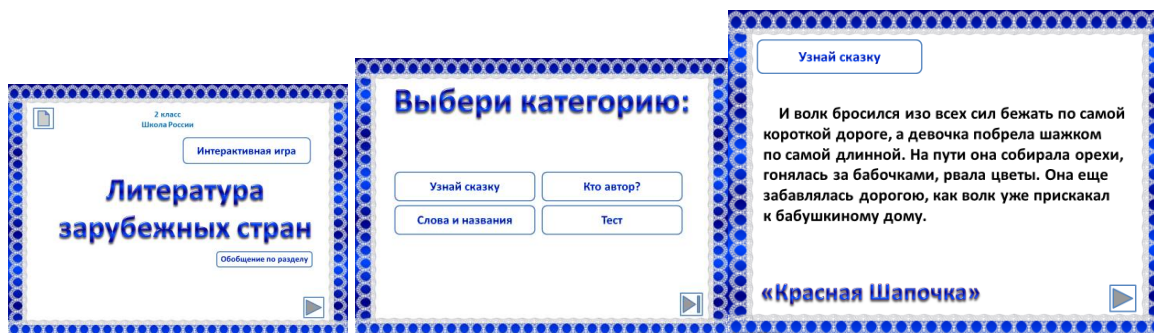 2 класс
Школа России
Интерактивная игра
Литература
зарубежных стран
Обобщение по разделу
Выбери категорию:
Узнай сказку
Кто автор?
Слова и названия
Тест
Узнай сказку
И волк бросился изо всех сил бежать по самой
короткой дороге, а девочка побрела шажком
по самой длинной. На пути она собирала орехи,
гонялась за бабочками, рвала цветы. Она еще
забавлялась дорогою, как волк уже прискакал
к бабушкиному дому.
«Красная Шапочка»